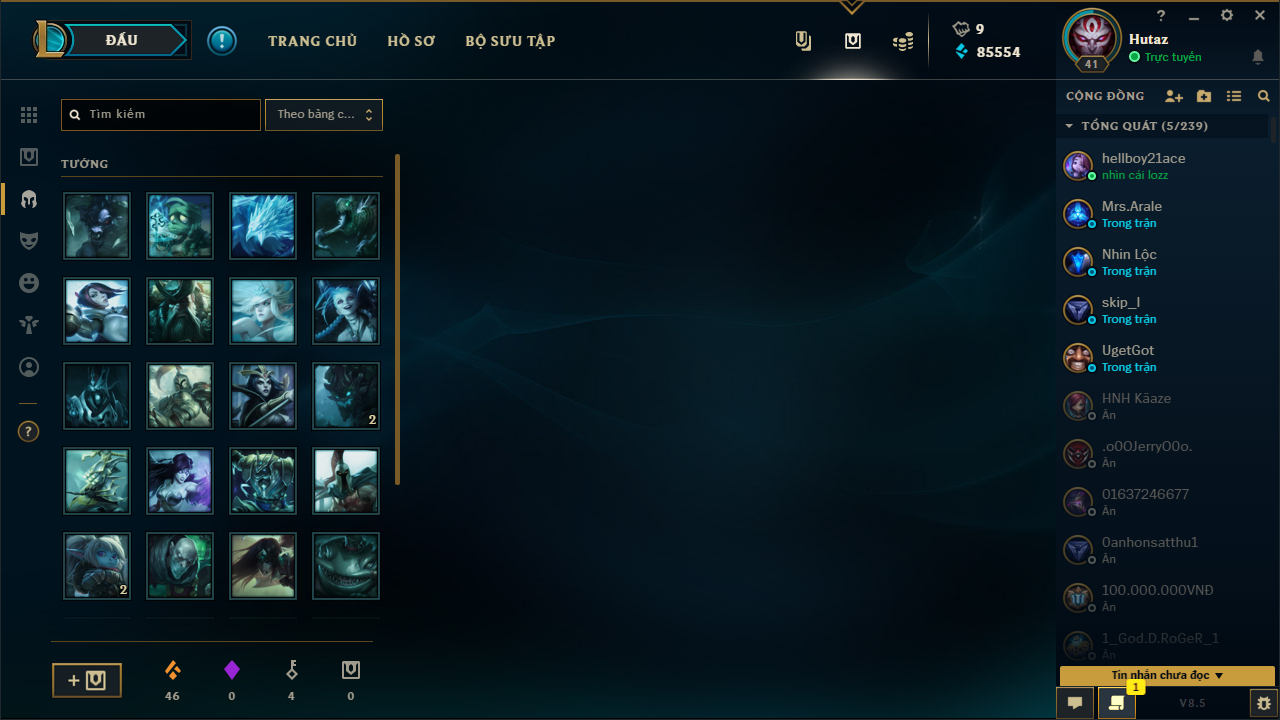 ĐẤU
TRANG CHỦ
HỒ SƠ
BỘ SƯU TẬP
9
85554
41
Hutaz
Trực tuyến
Tìm kiếm
Theo bảng c...
TƯỚNG
2
2
46
0
4
0
CỘNG ĐỒNG
TỔNG QUÁT (5/239)
hellboy21ace
nhìn cái lozz
Mrs.Arale
Trong trận
Nhin Lộc
Trong trận
skip_l
Trong trận
UgetGot
Trong trận
HNH Käaze
Ẩn
.o0OJerryO0o.
Ẩn
01637246677
Ẩn
0anhonsatthu1
Ẩn
100.000.000VNĐ
Ẩn
1_God.D.RoGeR_1
Ẩn
Tin nhắn chưa đọc
1
V8.5